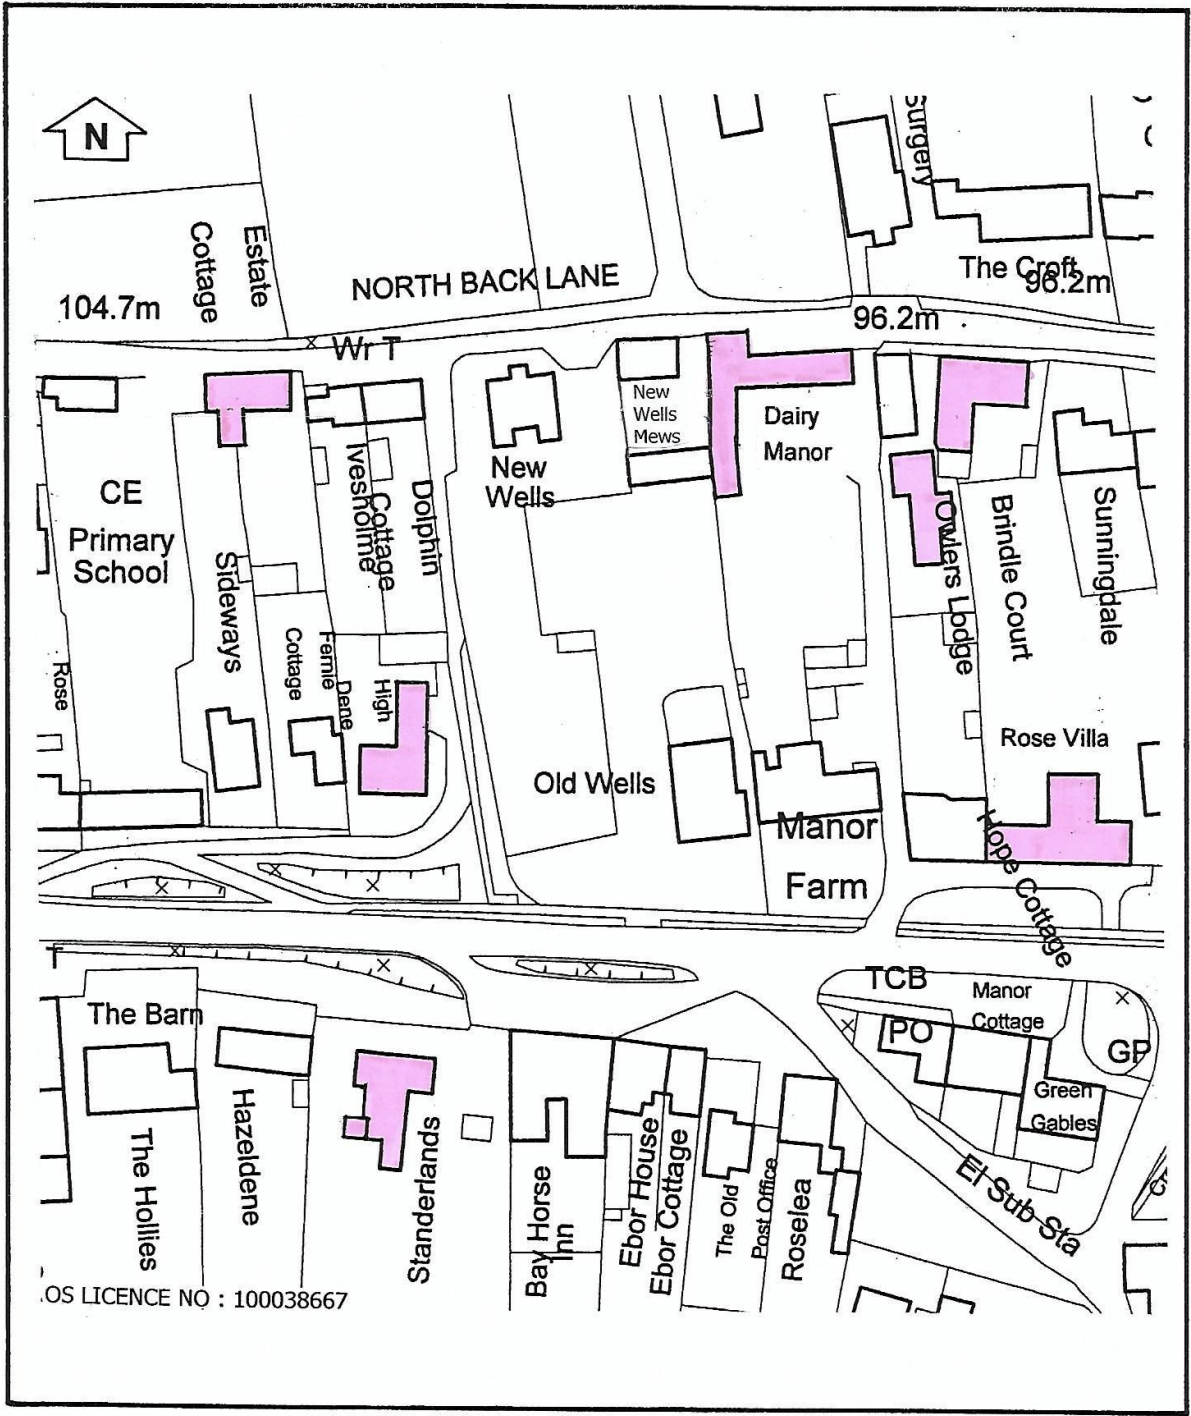 N
Surgery
Estate
Cottage
NORTH BACK LANE
The Croft
96.2m
104.7m
96.2m
Wr T
New
Wells
Mews
Dairy
Manor
New
Wells
CE
Primary
School
Ivesholme
Cottage
Dolphin
Sideways
Owlers Lodge
Brindle Court
Sunningdale
Rose
Cottage
Fernie
Dene
High
Rose Villa
Old Wells
Manor
Farm
Hope Cottage
T
TCB
Manor
Cottage
PO
GP
Green
Gables
El Sub Sta
The Barn
The Hollies
Hazeldene
Standerlands
Bay Horse
Inn
Ebor House
Ebor Cottage
The Old
Post Office
Roselea
OS LICENCE NO : 100038667